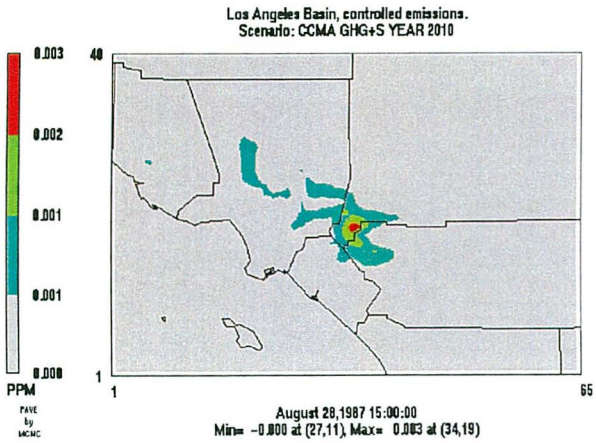 Los Angeles Basin, controlled emissions.
Scenario: CCMA GHG+S YEAR 2010
0.003
40
0.002
0.001
0.001
0.000
1
PPM
1
65
PAVE
by
MCNC
August 28,1987 15:00:00
Min= -0.000 at (27,11), Max= 0.003 at (34,19)